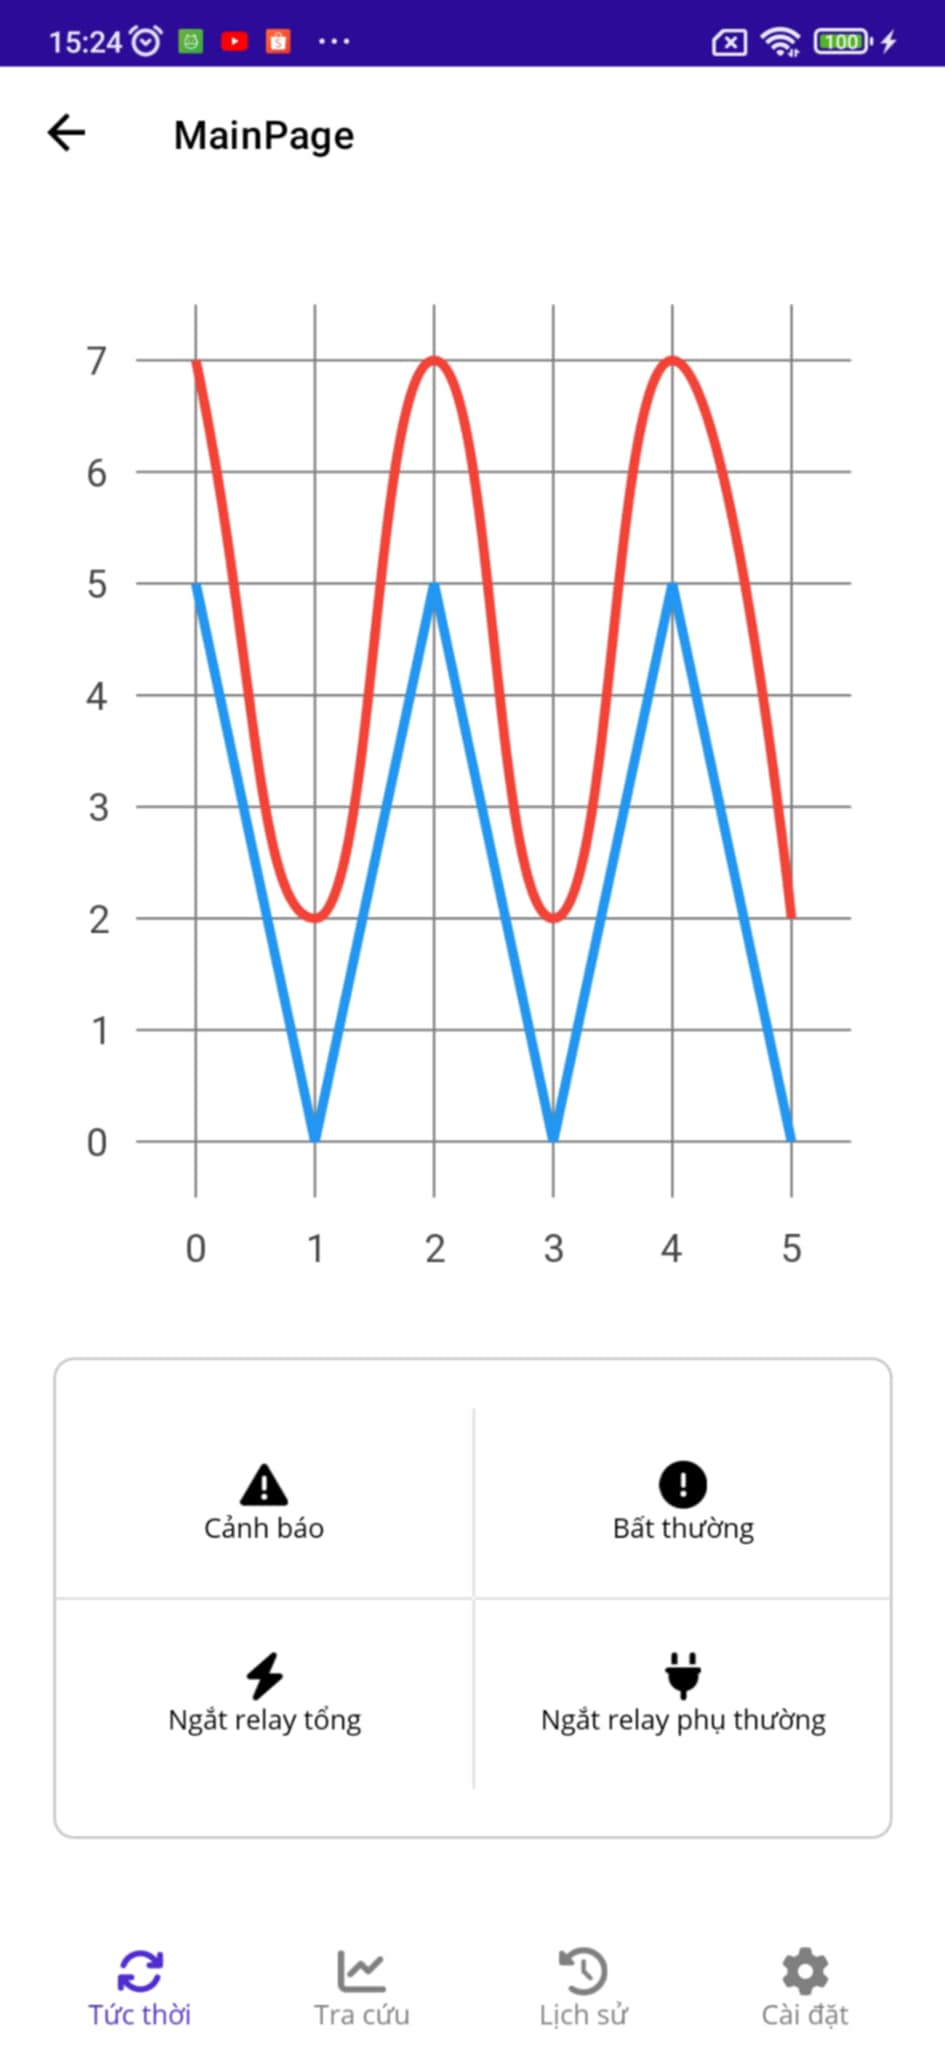 15:24
100
MainPage
7
6
5
4
3
2
1
0
0 1 2 3 4 5
Cảnh báo Bất thường
Ngắt relay tổng Ngắt relay phụ thường
Tức thời Tra cứu Lịch sử Cài đặt